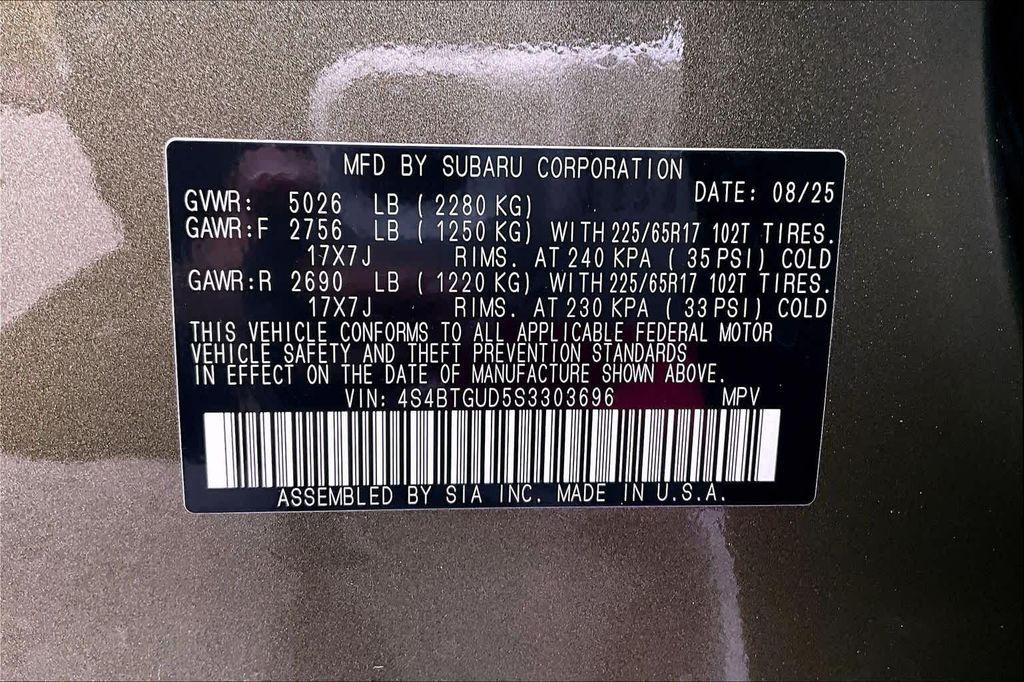 MFD BY SUBARU CORPORATION
DATE: 08/25
GVWR: 5026 LB ( 2280 KG)
GAWR:F 2756 LB ( 1250 KG) WITH 225/65R17 102T TIRES.
17X7J RIMS. AT 240 KPA ( 35 PSI) COLD
GAWR:R 2690 LB ( 1220 KG) WITH 225/65R17 102T TIRES.
17X7J RIMS. AT 230 KPA ( 33 PSI) COLD
THIS VEHICLE CONFORMS TO ALL APPLICABLE FEDERAL MOTOR
VEHICLE SAFETY AND THEFT PREVENTION STANDARDS
IN EFFECT ON THE DATE OF MANUFACTURE SHOWN ABOVE.
VIN: 4S4BTGUD5S3303696 MPV
ASSEMBLED BY SIA INC. MADE IN U.S.A.